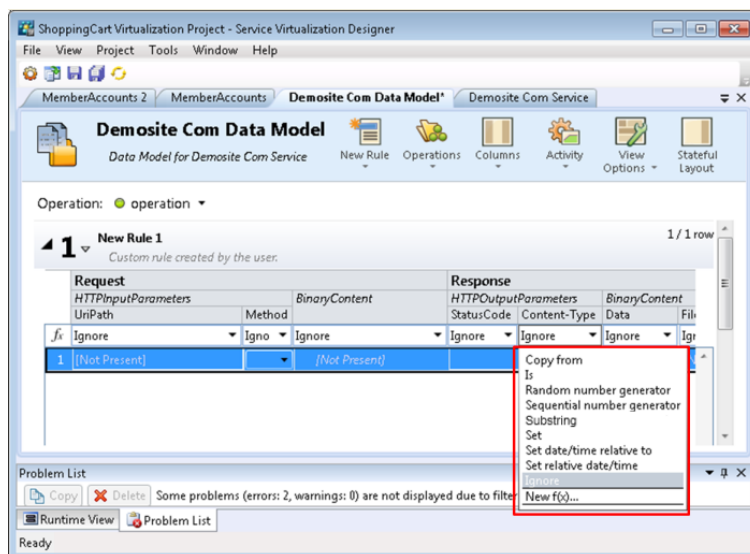 ShoppingCart Virtualization Project - Service Virtualization Designer
File View Project Tools Window Help
MemberAccounts 2 MemberAccounts Demosite Com Data Model* Demosite Com Service
Demosite Com Data Model
Data Model for Demosite Com Service
New Rule Operations Columns Activity View Options Stateful Layout
Operation: operation
1 New Rule 1 1 / 1 row
Custom rule created by the user.
Request Response
HTTPInputParameters BinaryContent HTTPOutputParameters BinaryContent
UriPath Method StatusCode Content-Type Data File
fx Ignore Igno Ignore Ignore Ignore Ignore Igr
1 [Not Present] [Not Present]
Copy from
Is
Random number generator
Sequential number generator
Substring
Set
Set date/time relative to
Set relative date/time
Ignore
New f(x)...
Problem List
Copy Delete Some problems (errors: 2, warnings: 0) are not displayed due to filter
Runtime View Problem List
Ready